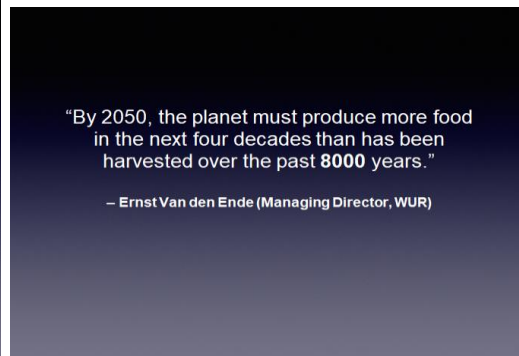 “By 2050, the planet must produce more food
in the next four decades than has been
harvested over the past 8000 years.”
– Ernst Van den Ende (Managing Director, WUR)